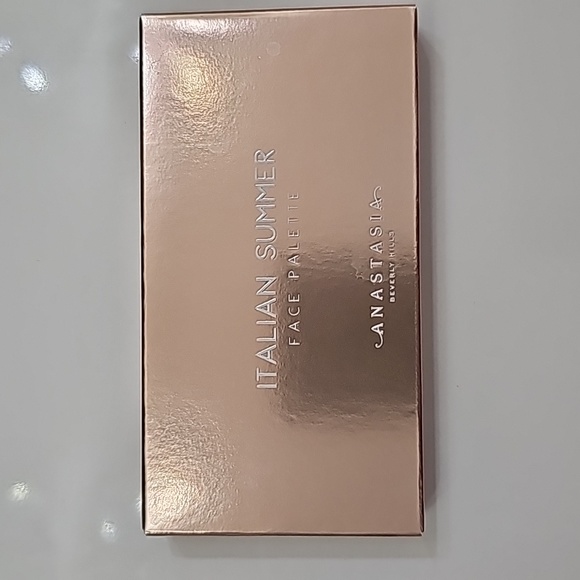 ITALIAN SUMMER
FACE PALETTE
ANASTASIA
BEVERLY HILLS